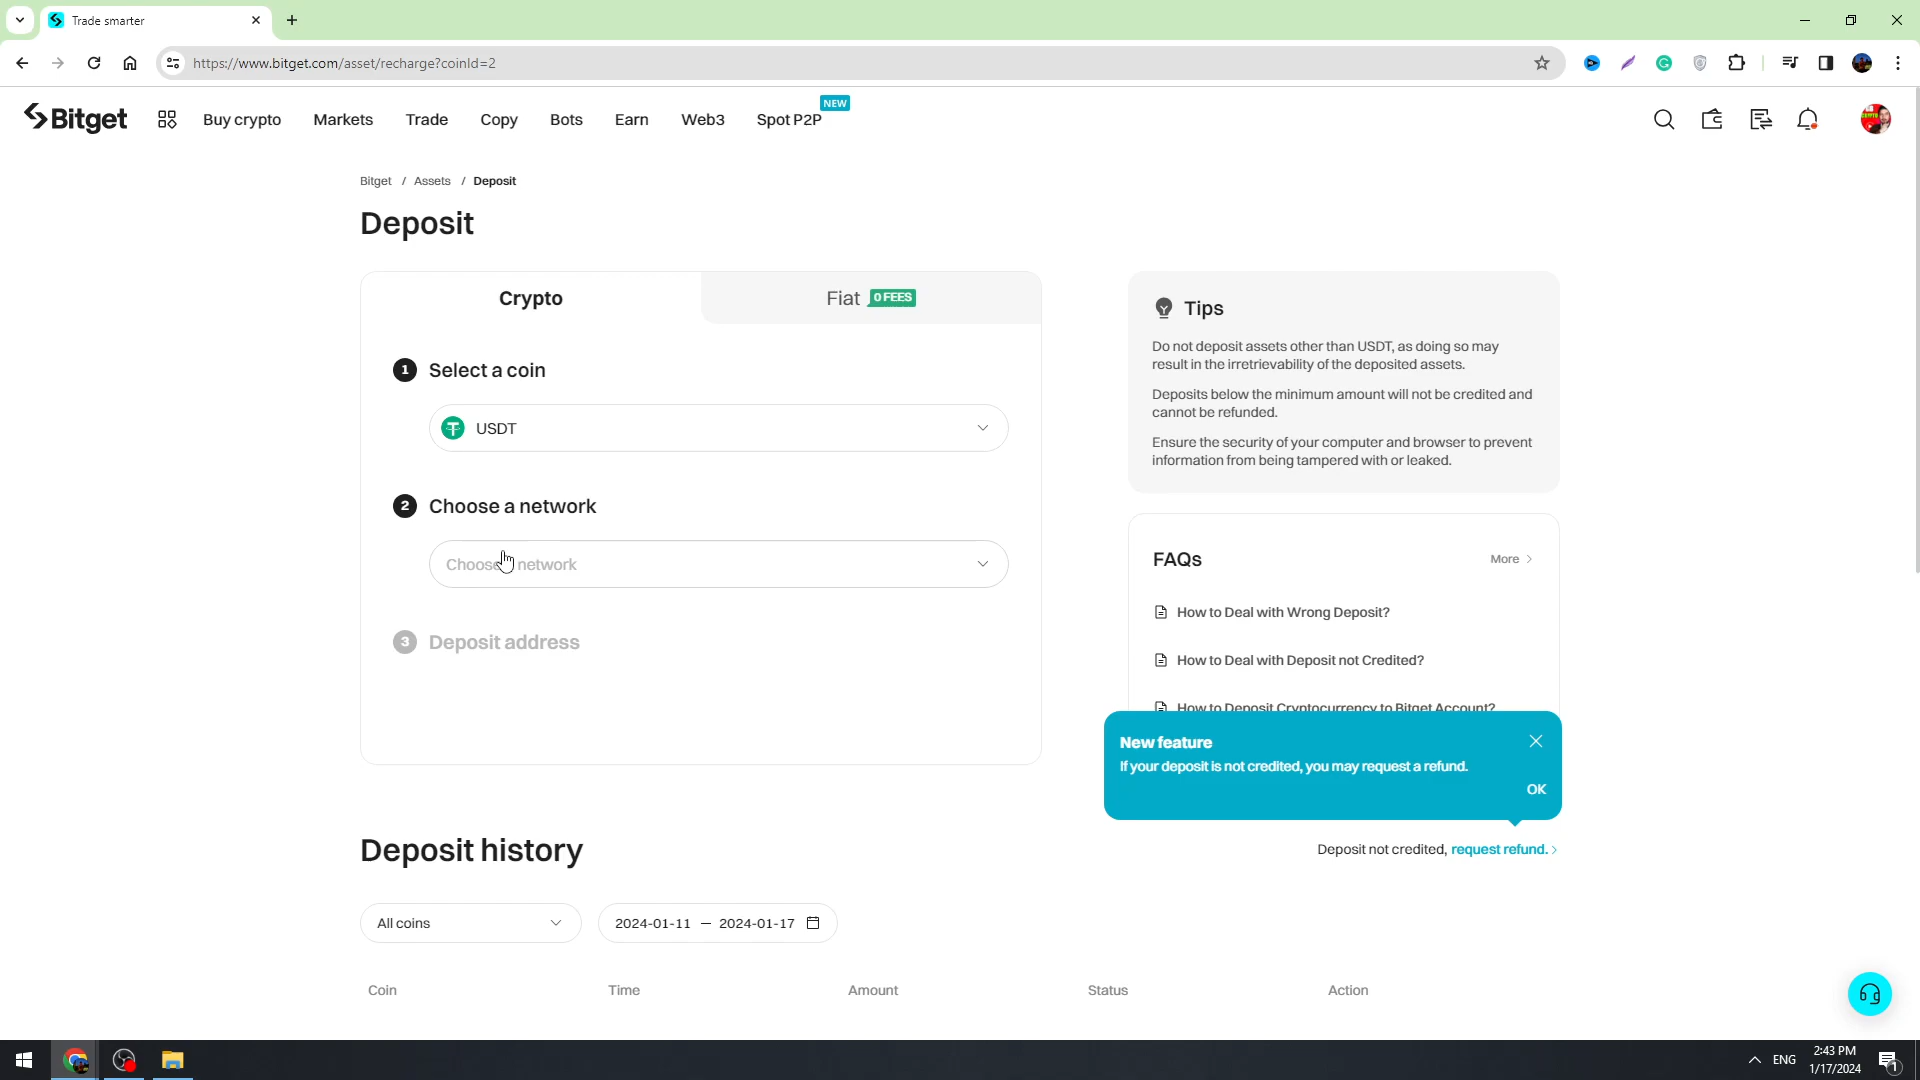 Trade smarter
https://www.bitget.com/asset/recharge?coinId=2
Bitget
Buy crypto
Markets
Trade
Copy
Bots
Earn
Web3
Spot P2P
NEW
Bitget / Assets / Deposit
Deposit
Crypto
Fiat 0 FEES
1 Select a coin
USDT
2 Choose a network
Choose network
3 Deposit address
Tips
Do not deposit assets other than USDT, as doing so may
result in the irretrievability of the deposited assets.
Deposits below the minimum amount will not be credited and
cannot be refunded.
Ensure the security of your computer and browser to prevent
information from being tampered with or leaked.
FAQs
More >
How to Deal with Wrong Deposit?
How to Deal with Deposit not Credited?
How to Deposit Cryptocurrency to Bitget Account?
New feature
If your deposit is not credited, you may request a refund.
OK
Deposit history
Deposit not credited, request refund. >
All coins
2024-01-11 — 2024-01-17
Coin
Time
Amount
Status
Action
ENG
2:43 PM
1/17/2024
1